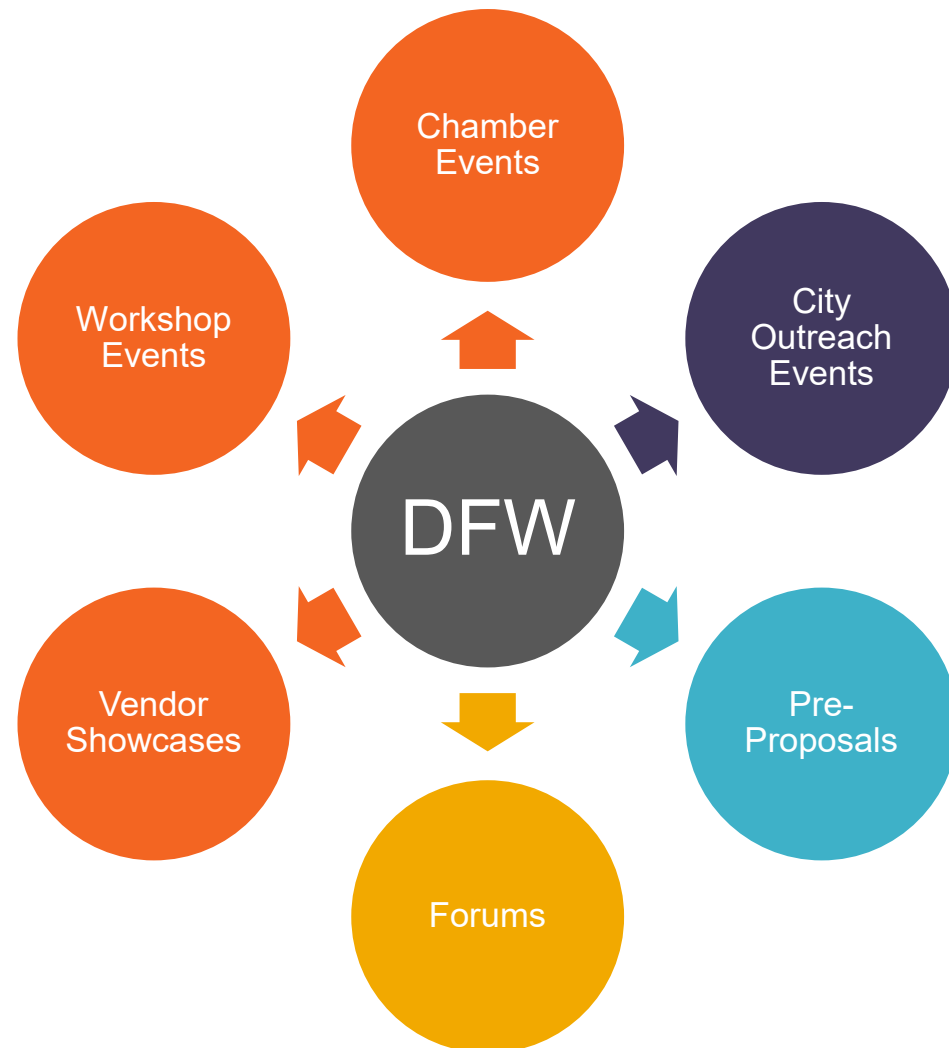 Chamber
Events
City
Outreach
Events
Pre-
Proposals
Forums
Vendor
Showcases
Workshop
Events
DFW